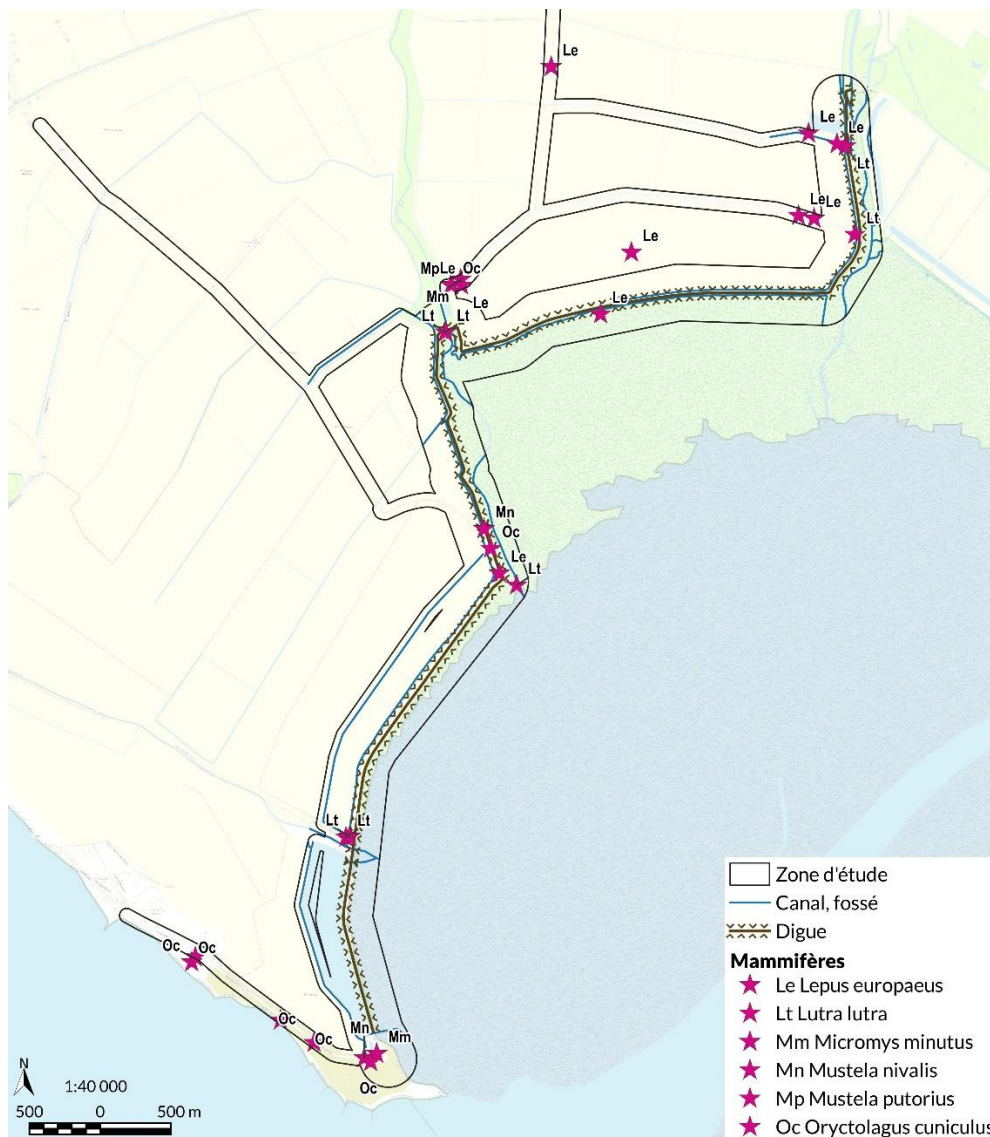 Le
Le
Le
Lt
Le Le
Lt
Le
MpLe Oc
Mm
Le
Le
Lt Lt
Mn
Oc
Le
Lt
Lt Lt
Oc Oc
Oc
Oc
Mn Mm
Oc
N
1:40 000
500 0 500 m
Zone d'étude
Canal, fossé
Digue
Mammifères
Le Lepus europaeus
Lt Lutra lutra
Mm Micromys minutus
Mn Mustela nivalis
Mp Mustela putorius
Oc Oryctolagus cuniculus